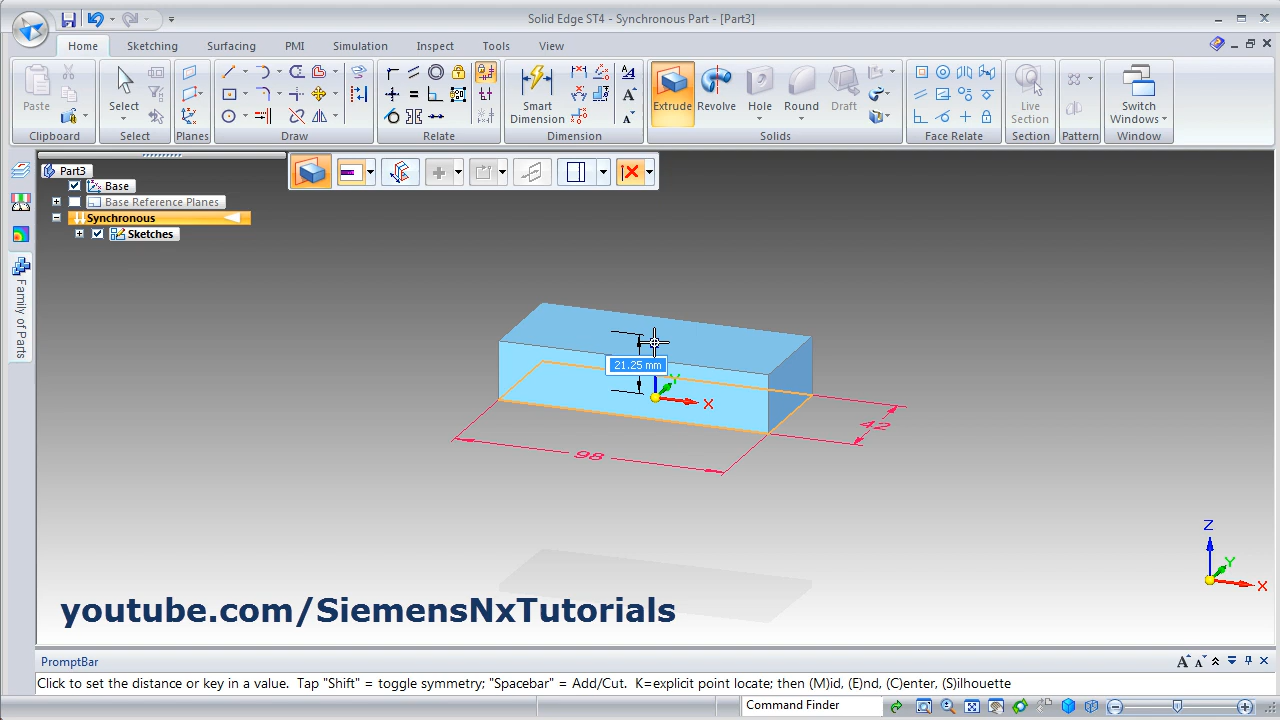 Solid Edge ST4 - Synchronous Part - [Part3]
Home Sketching Surfacing PMI Simulation Inspect Tools View
Paste Select Smart Dimension Extrude Revolve Hole Round Draft Live Section Switch Windows
Clipboard Select Planes Draw Relate Dimension Solids Face Relate Section Pattern Window
Part3
Base
Base Reference Planes
Synchronous
Sketches
Family of Parts
21.25 mm
Y
X
42
98
Z
Y
X
youtube.com/SiemensNxTutorials
PromptBar
Click to set the distance or key in a value. Tap "Shift" = toggle symmetry; "Spacebar" = Add/Cut. K=explicit point locate; then (M)id, (E)nd, (C)enter, (S)ilhouette
Command Finder